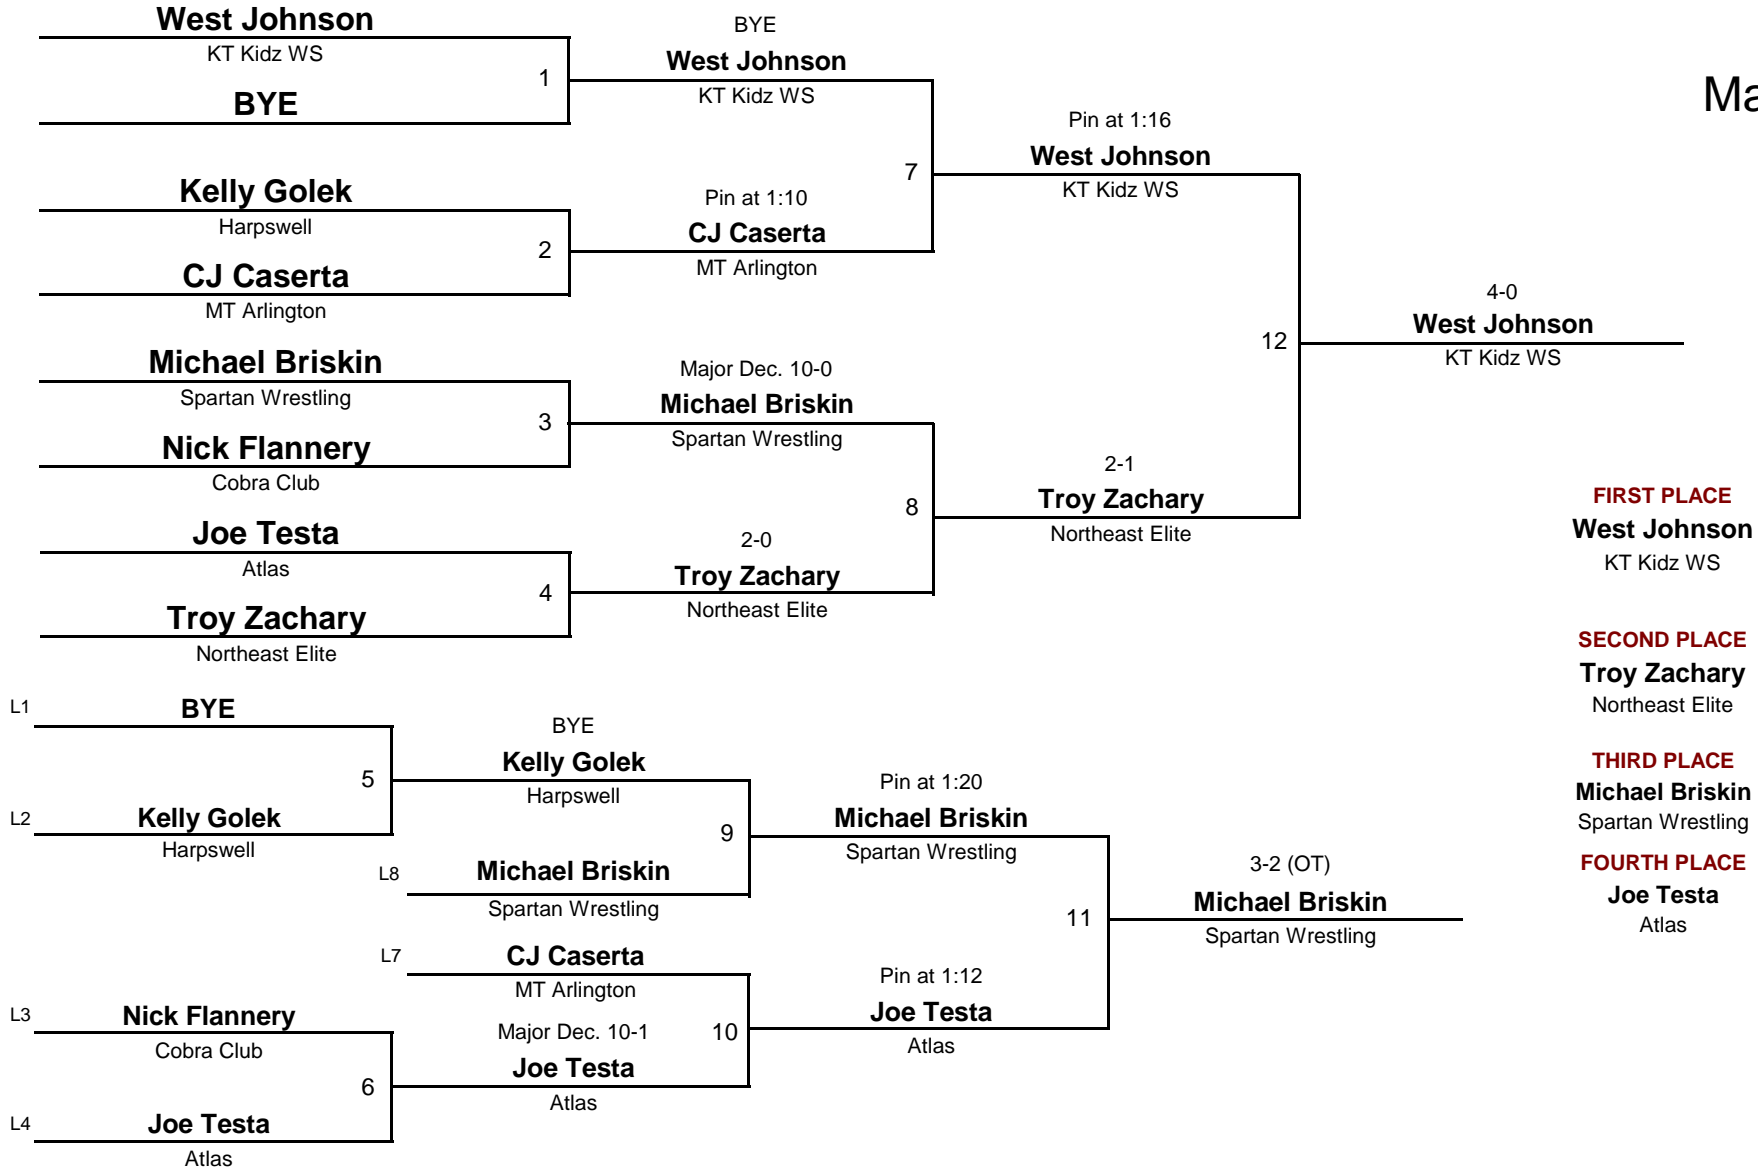 West Johnson
KT Kidz WS
1
BYE
BYE
West Johnson
KT Kidz WS
Kelly Golek
Harpswell
2
CJ Caserta
MT Arlington
Pin at 1:10
CJ Caserta
MT Arlington
7
Pin at 1:16
West Johnson
KT Kidz WS
Michael Briskin
Spartan Wrestling
3
Nick Flannery
Cobra Club
Major Dec. 10-0
Michael Briskin
Spartan Wrestling
Joe Testa
Atlas
4
Troy Zachary
Northeast Elite
2-0
Troy Zachary
Northeast Elite
8
2-1
Troy Zachary
Northeast Elite
12
4-0
West Johnson
KT Kidz WS
Ma
FIRST PLACE
West Johnson
KT Kidz WS
SECOND PLACE
Troy Zachary
Northeast Elite
THIRD PLACE
Michael Briskin
Spartan Wrestling
FOURTH PLACE
Joe Testa
Atlas
L1
BYE
5
L2
Kelly Golek
Harpswell
BYE
Kelly Golek
Harpswell
9
L8
Michael Briskin
Spartan Wrestling
Pin at 1:20
Michael Briskin
Spartan Wrestling
L7
CJ Caserta
MT Arlington
L3
Nick Flannery
Cobra Club
6
L4
Joe Testa
Atlas
Major Dec. 10-1
Joe Testa
Atlas
10
Pin at 1:12
Joe Testa
Atlas
11
3-2 (OT)
Michael Briskin
Spartan Wrestling